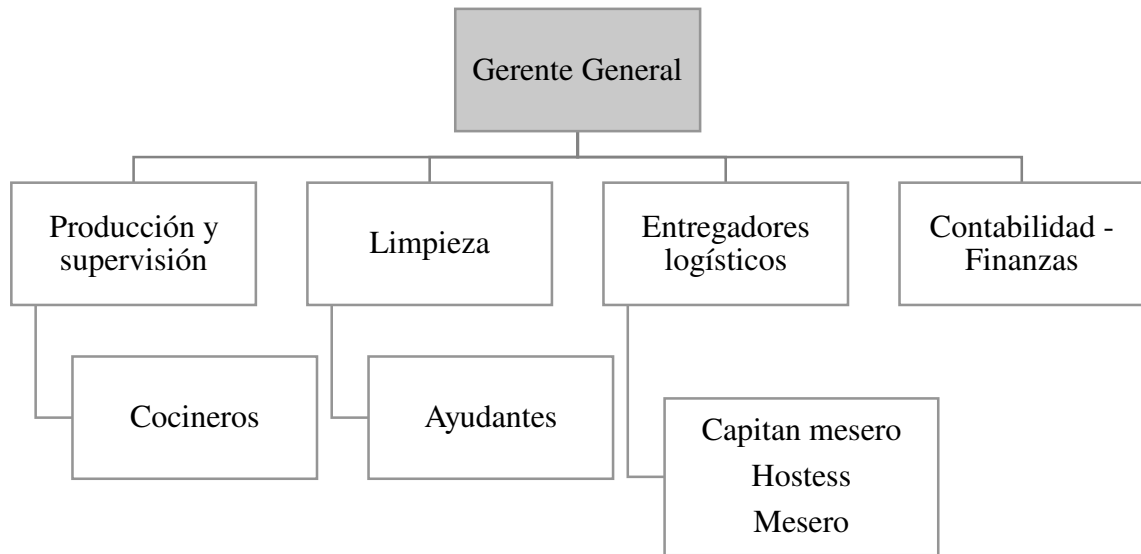 Gerente General
Producción y
supervisión
Limpieza
Entregadores
logísticos
Contabilidad -
Finanzas
Cocineros
Ayudantes
Capitan mesero
Hostess
Mesero